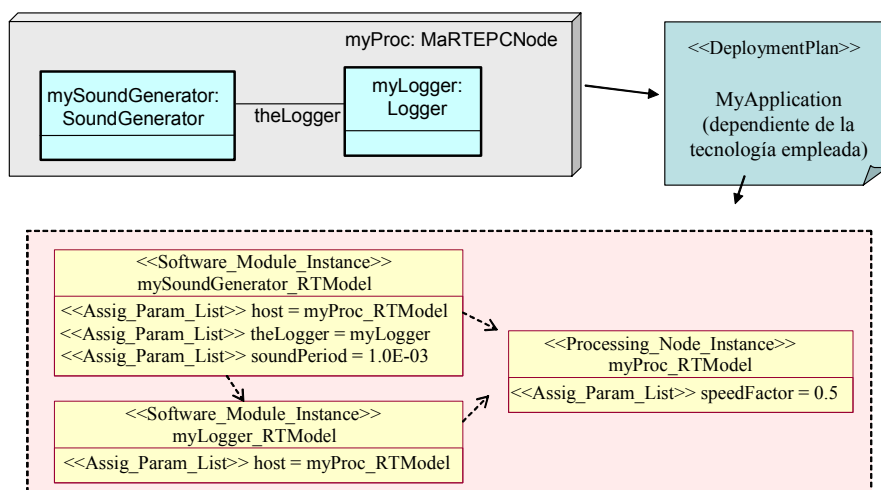 myProc: MaRTEPCNode
mySoundGenerator:
SoundGenerator
theLogger
myLogger:
Logger
<<DeploymentPlan>>
MyApplication
(dependiente de la
tecnología empleada)
<<Software_Module_Instance>>
mySoundGenerator_RTModel
<<Assig_Param_List>> host = myProc_RTModel
<<Assig_Param_List>> theLogger = myLogger
<<Assig_Param_List>> soundPeriod = 1.0E-03
<<Processing_Node_Instance>>
myProc_RTModel
<<Assig_Param_List>> speedFactor = 0.5
<<Software_Module_Instance>>
myLogger_RTModel
<<Assig_Param_List>> host = myProc_RTModel